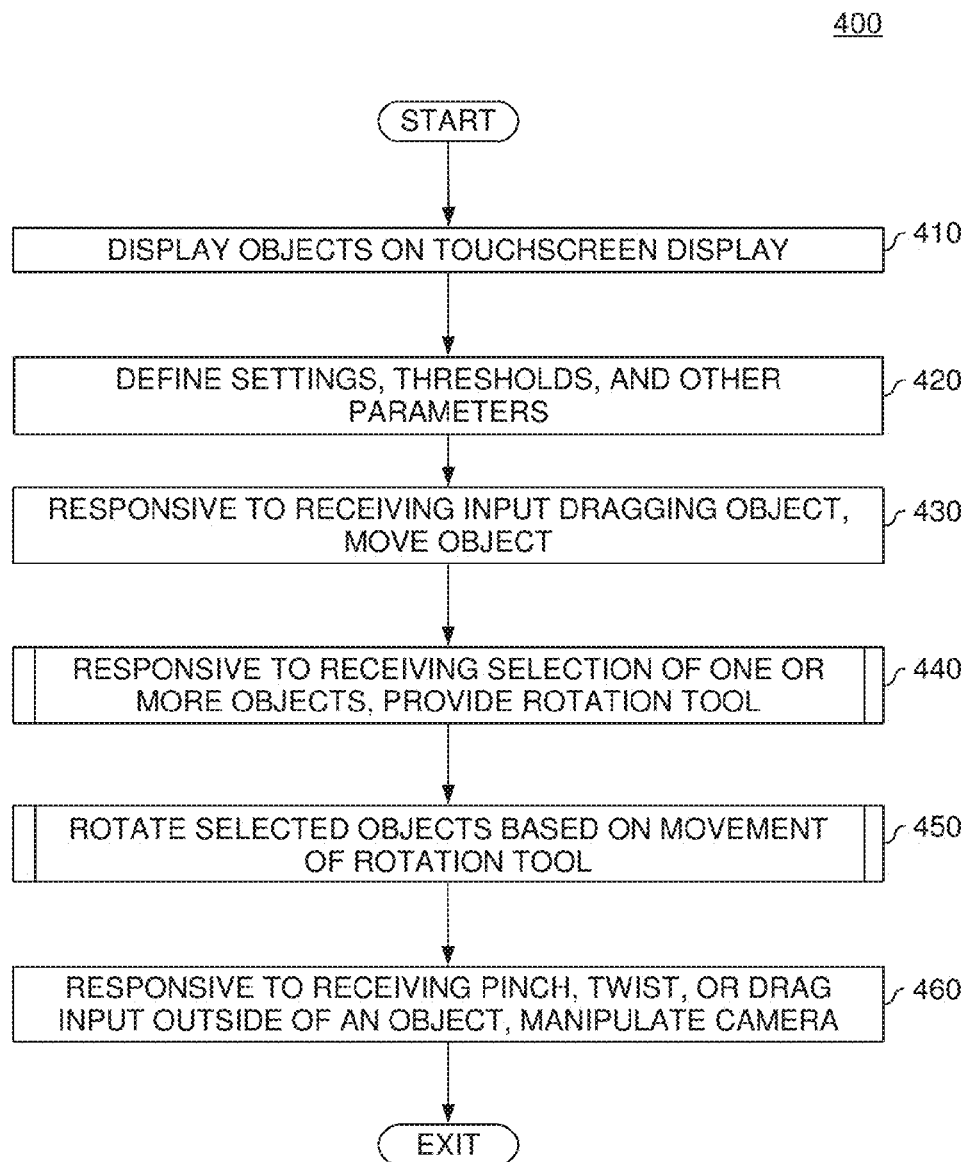 400
START
DISPLAY OBJECTS ON TOUCHSCREEN DISPLAY
410
DEFINE SETTINGS, THRESHOLDS, AND OTHER
PARAMETERS
420
RESPONSIVE TO RECEIVING INPUT DRAGGING OBJECT,
MOVE OBJECT
430
RESPONSIVE TO RECEIVING SELECTION OF ONE OR
MORE OBJECTS, PROVIDE ROTATION TOOL
440
ROTATE SELECTED OBJECTS BASED ON MOVEMENT
OF ROTATION TOOL
450
RESPONSIVE TO RECEIVING PINCH, TWIST, OR DRAG
INPUT OUTSIDE OF AN OBJECT, MANIPULATE CAMERA
460
EXIT